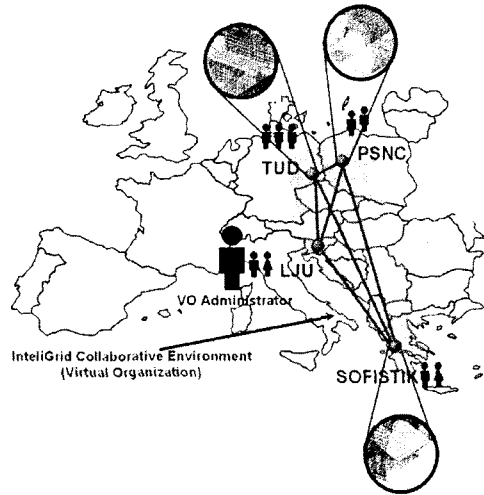 TUD
PSNC
LJU
VO Administrator
InteliGrid Collaborative Environment
(Virtual Organization)
SOFISTIK